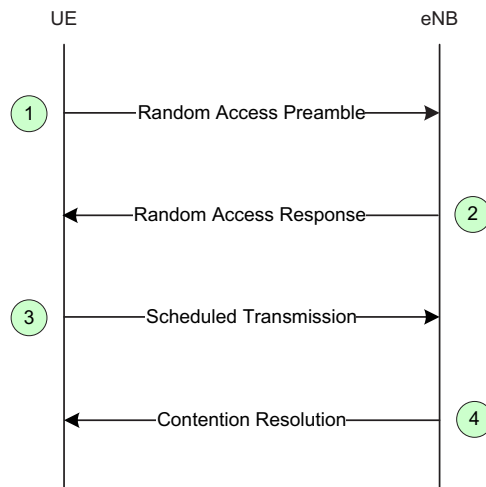 UE
eNB
1
Random Access Preamble
Random Access Response
2
3
Scheduled Transmission
Contention Resolution
4